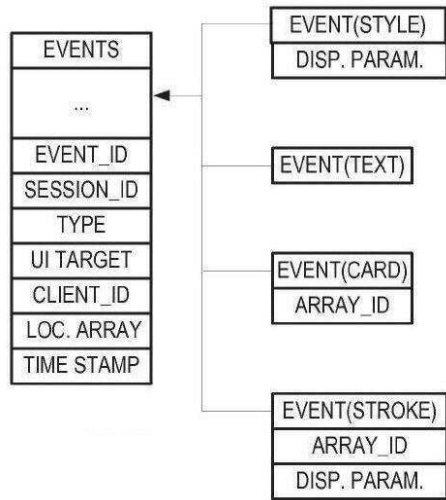 EVENTS
...
EVENT_ID
SESSION_ID
TYPE
UI TARGET
CLIENT_ID
LOC. ARRAY
TIME STAMP
EVENT(STYLE)
DISP. PARAM.
EVENT(TEXT)
EVENT(CARD)
ARRAY_ID
EVENT(STROKE)
ARRAY_ID
DISP. PARAM.